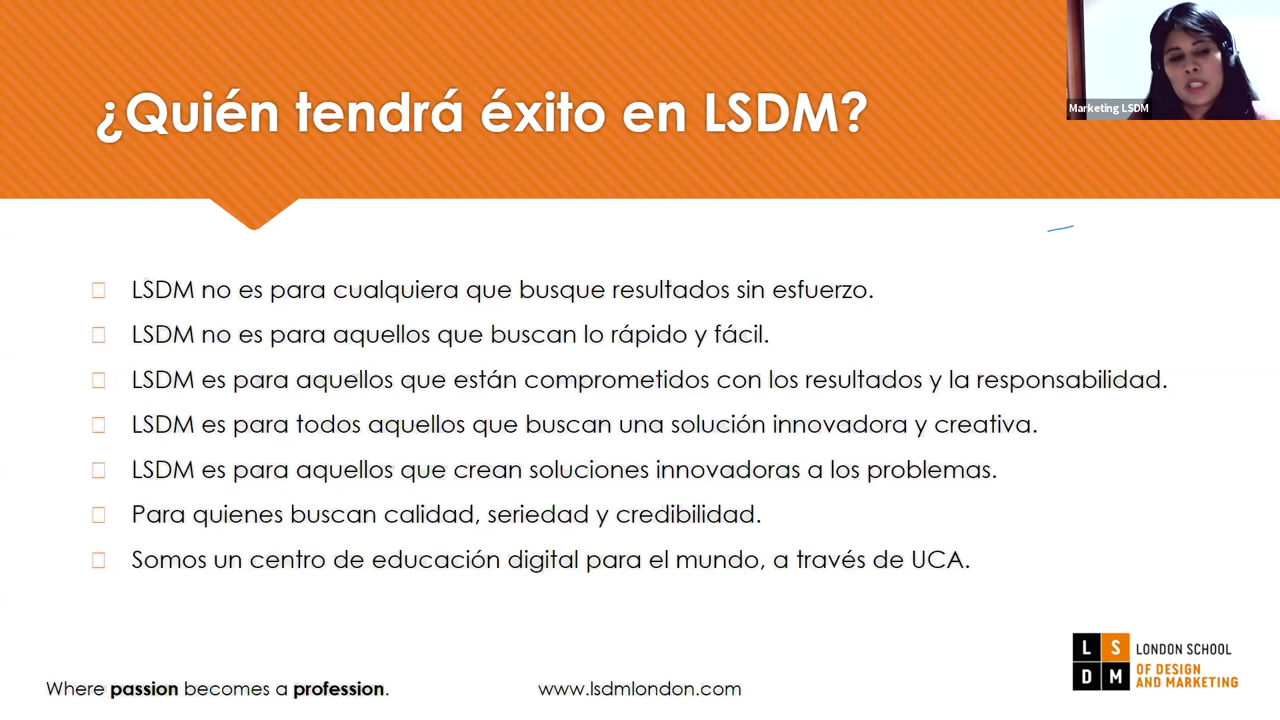 ¿Quién tendrá éxito en LSDM?
Marketing LSDM
LSDM no es para cualquiera que busque resultados sin esfuerzo.
LSDM no es para aquellos que buscan lo rápido y fácil.
LSDM es para aquellos que están comprometidos con los resultados y la responsabilidad.
LSDM es para todos aquellos que buscan una solución innovadora y creativa.
LSDM es para aquellos que crean soluciones innovadoras a los problemas.
Para quienes buscan calidad, seriedad y credibilidad.
Somos un centro de educación digital para el mundo, a través de UCA.
Where passion becomes a profession.
www.lsdmlondon.com
L S
D M
LONDON SCHOOL
OF DESIGN
AND MARKETING